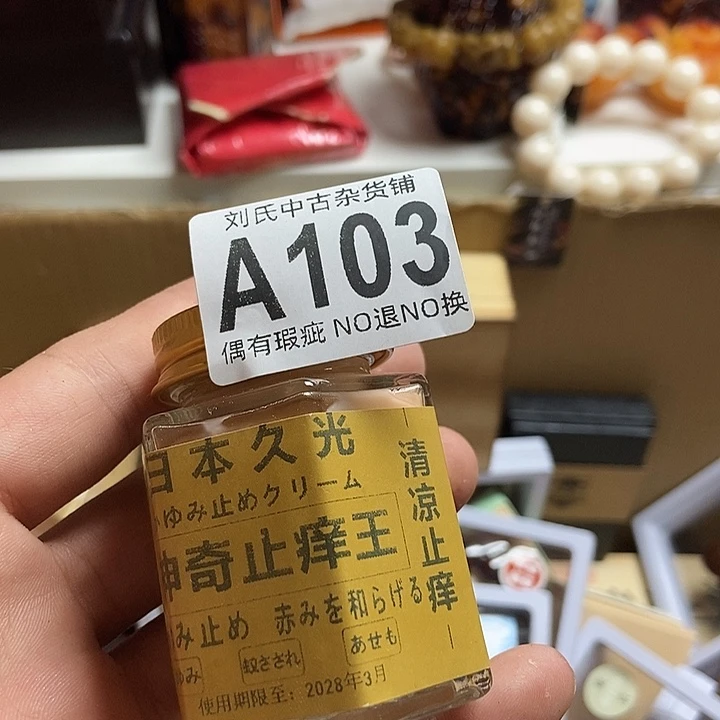 刘氏中古杂货铺
A103
偶有瑕疵 NO退NO换
日本久光
ゆみ止めクリーム
神奇止痒王
清凉止痒
み止め 赤みを和らげる
ゆみ 蚊さされ あせも
使用期限至: 2028年3月